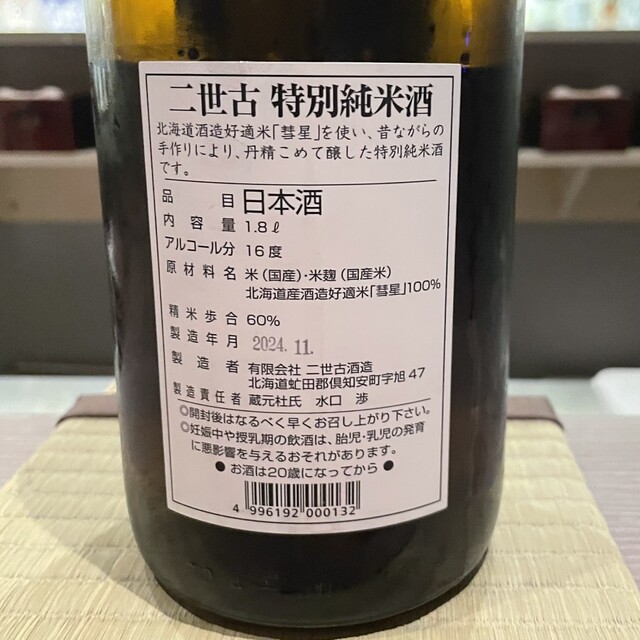 二世古 特別純米酒
北海道酒造好適米「彗星」を使い、昔ながらの
手作りにより、丹精こめて醸した特別純米酒
です。
品目 日本酒
内容量 1.8ℓ
アルコール分 16度
原材料名 米(国産)・米麹(国産米)
北海道産酒造好適米「彗星」100%
精米歩合 60%
製造年月 2024.11.
製造者 有限会社 二世古酒造
北海道虻田郡倶知安町字旭47
製造責任者 蔵元杜氏 水口 渉
◎開封後はなるべく早くお召し上がり下さい。
◎妊娠中や授乳期の飲酒は、胎児・乳児の発育
に悪影響を与えるおそれがあります。
●お酒は20歳になってから●
4 996192 000132